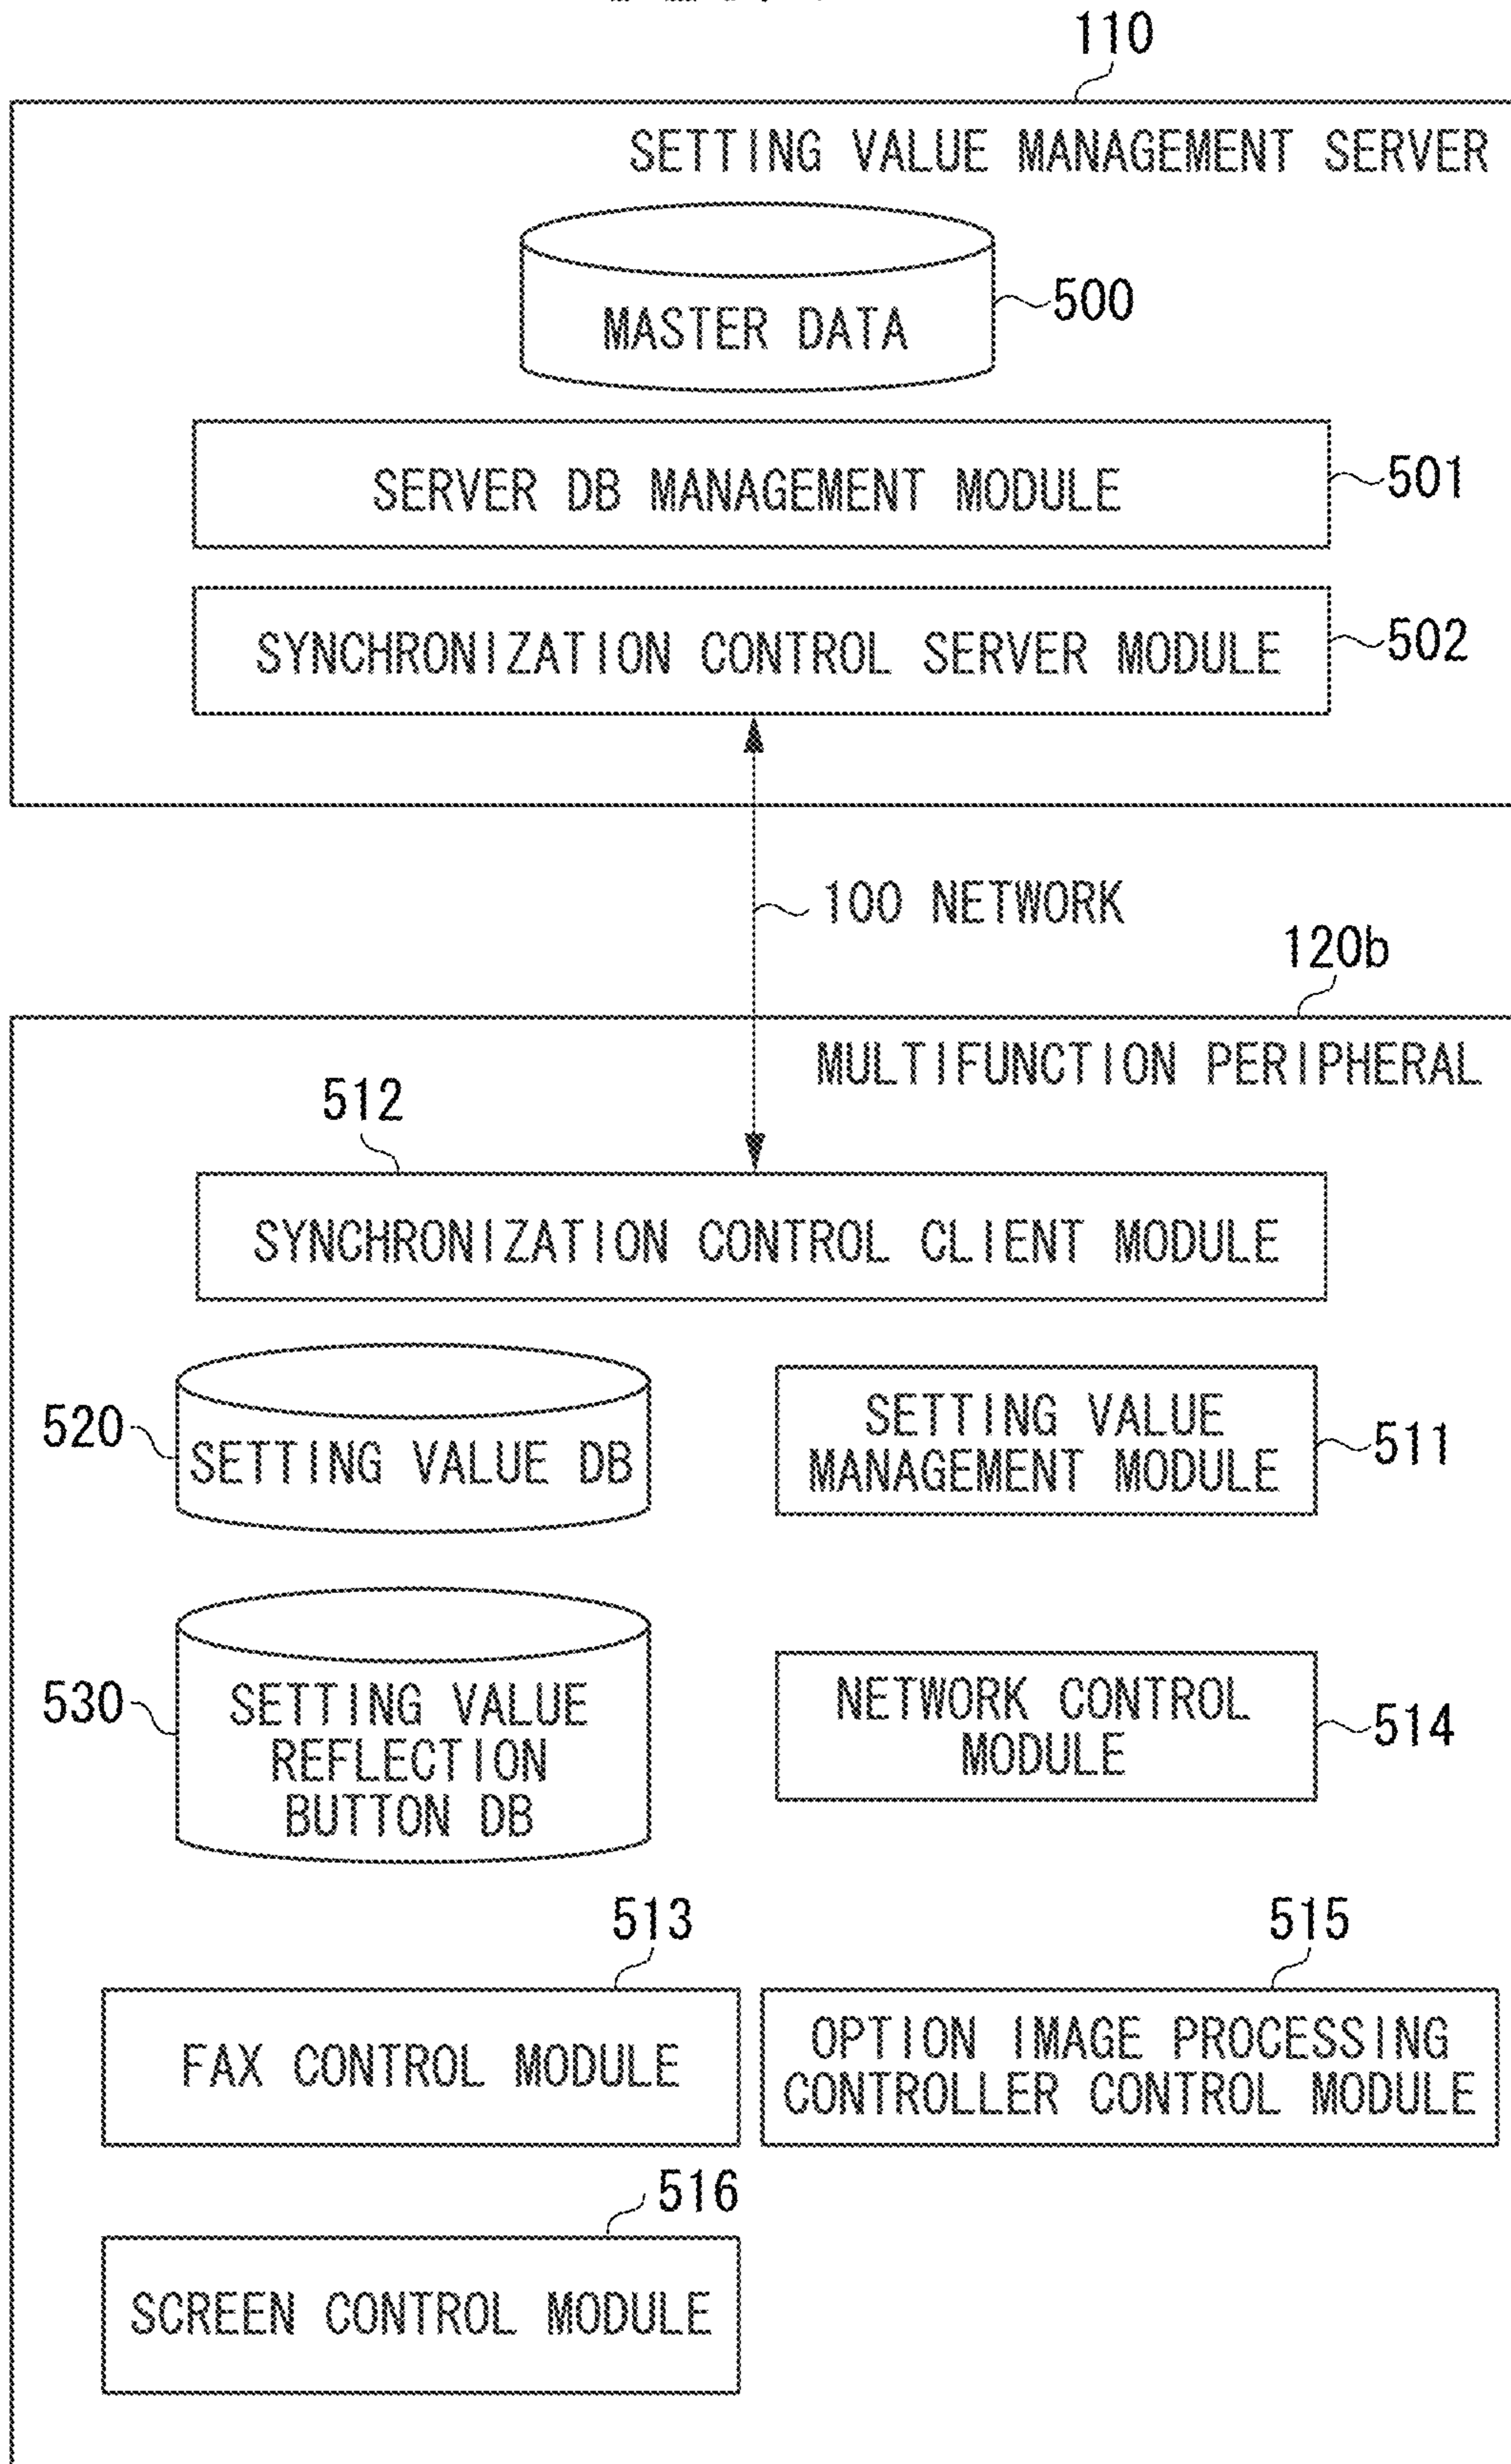 110
SETTING VALUE MANAGEMENT SERVER
MASTER DATA
500
SERVER DB MANAGEMENT MODULE
501
SYNCHRONIZATION CONTROL SERVER MODULE
502
100 NETWORK
120b
MULTIFUNCTION PERIPHERAL
512
SYNCHRONIZATION CONTROL CLIENT MODULE
520
SETTING VALUE DB
SETTING VALUE
MANAGEMENT MODULE
511
530
SETTING VALUE
REFLECTION
BUTTON DB
NETWORK CONTROL
MODULE
514
513
FAX CONTROL MODULE
515
OPTION IMAGE PROCESSING
CONTROLLER CONTROL MODULE
516
SCREEN CONTROL MODULE